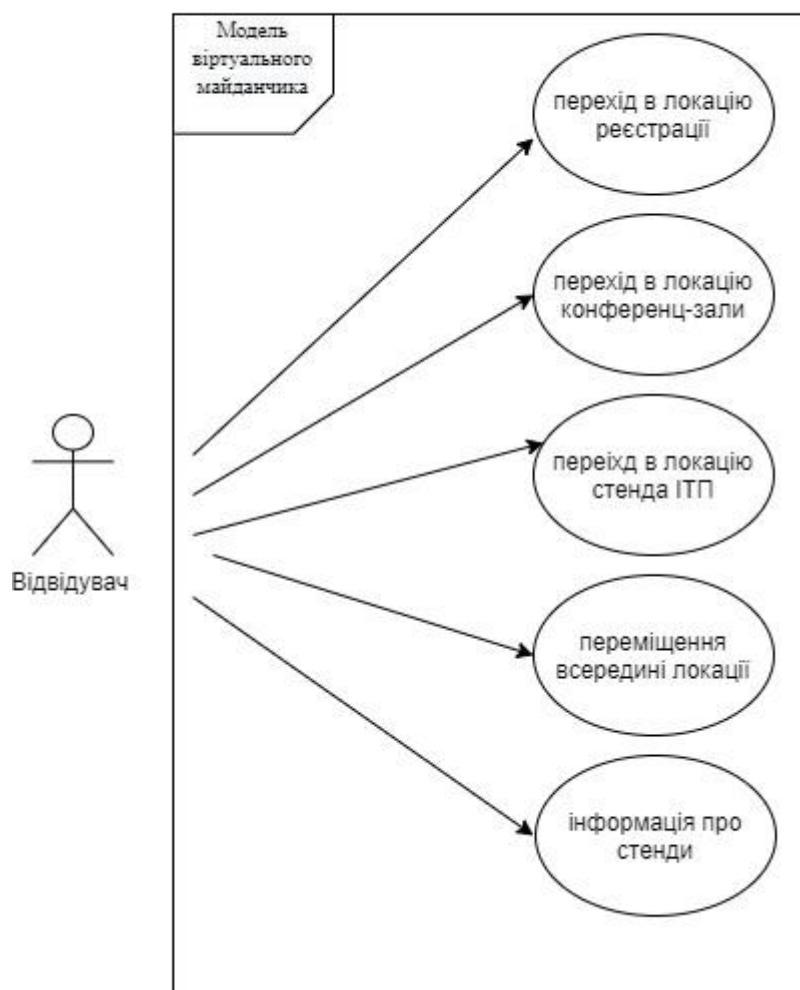 Модель
віртуального
майданчика
перехід в локацію
реєстрації
перехід в локацію
конференц-зали
переіхд в локацію
стенда ІТП
Відвідувач
переміщення
всередині локації
інформація про
стенди